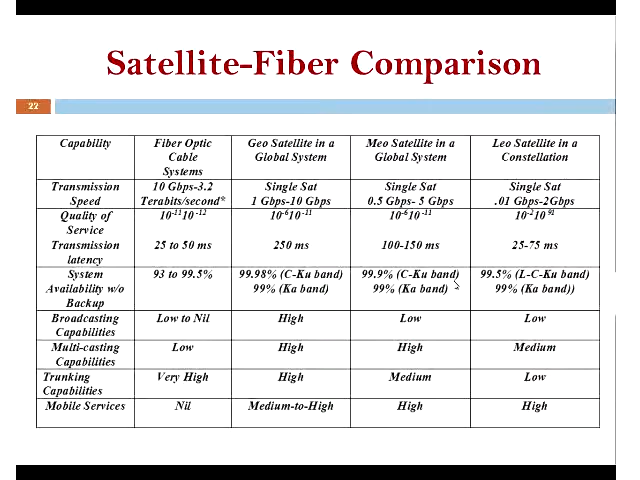 Satellite-Fiber Comparison
22
Capability Fiber Optic Geo Satellite in a Meo Satellite in a Leo Satellite in a
Cable Global System Global System Constellation
Systems
Transmission 10 Gbps-3.2 Single Sat Single Sat Single Sat
Speed Terabits/second* 1 Gbps-10 Gbps 0.5 Gbps- 5 Gbps .01 Gbps-2Gbps
Quality of 10-1110-12 10-610-11 10-610-11 10-210
Service
Transmission 25 to 50 ms 250 ms 100-150 ms 25-75 ms
latency
System 93 to 99.5% 99.98% (C-Ku band) 99.9% (C-Ku band) 99.5% (L-C-Ku band)
Availability w/o 99% (Ka band) 99% (Ka band) 99% (Ka band))
Backup
Broadcasting Low to Nil High Low Low
Capabilities
Multi-casting Low High High Medium
Capabilities
Trunking Very High High Medium Low
Capabilities
Mobile Services Nil Medium-to-High High High